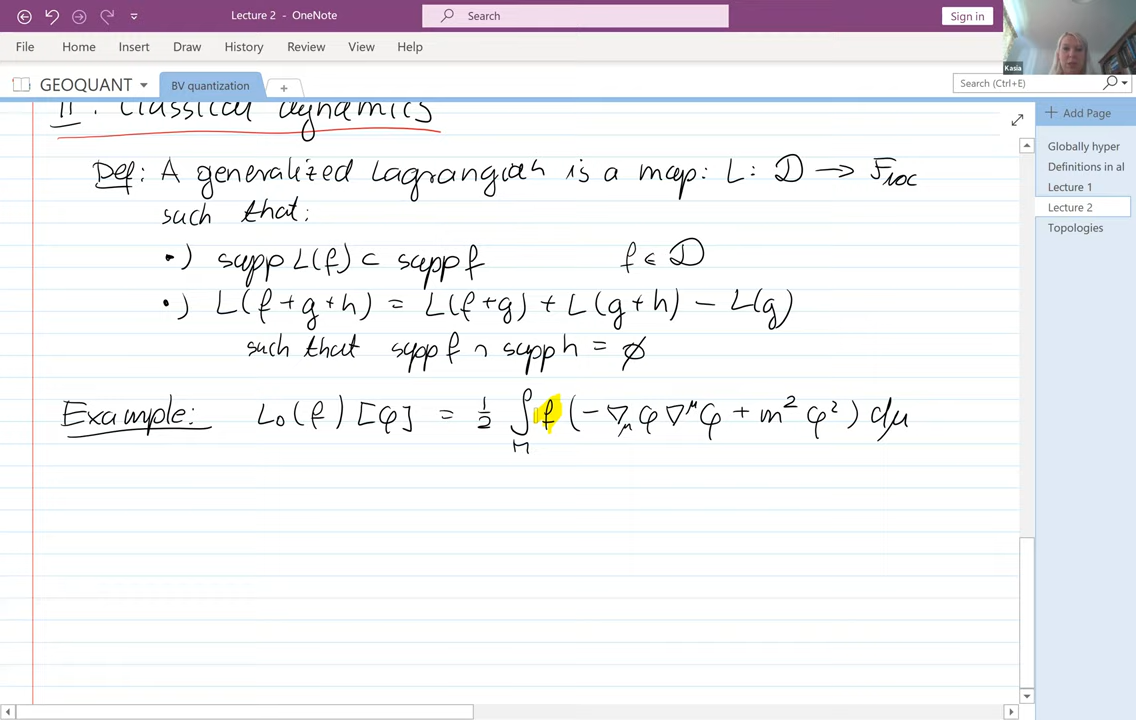 Lecture 2 - OneNote
Search
Sign in
File Home Insert Draw History Review View Help
Kasia
GEOQUANT
BV quantization
Search (Ctrl+E)
Add Page
Globally hyper
Definitions in al
Lecture 1
Lecture 2
Topologies
II. Classical dynamics
Def: A generalized Lagrangian is a map: L: D → F_loc
such that:
•) supp L(f) ⊂ supp f f ∈ D
•) L(f+g+h) = L(f+g) + L(g+h) - L(g)
such that supp f ∩ supp h = ∅
Example: L₀(f)[φ] = 1/2 ∫_M f (-∇_μ φ ∇^μ φ + m² φ²) dμ